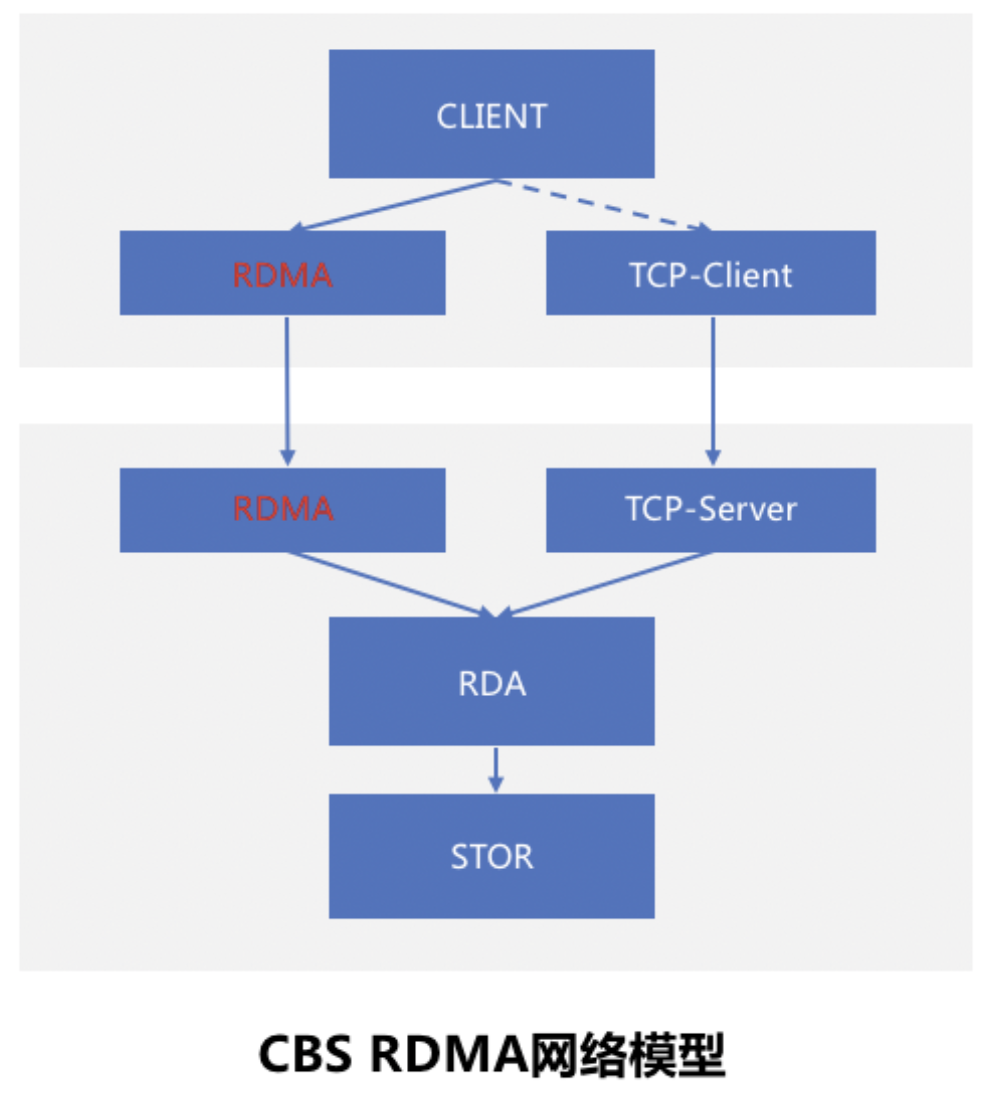 CLIENT
RDMA
TCP-Client
RDMA
TCP-Server
RDA
STOR
CBS RDMA网络模型